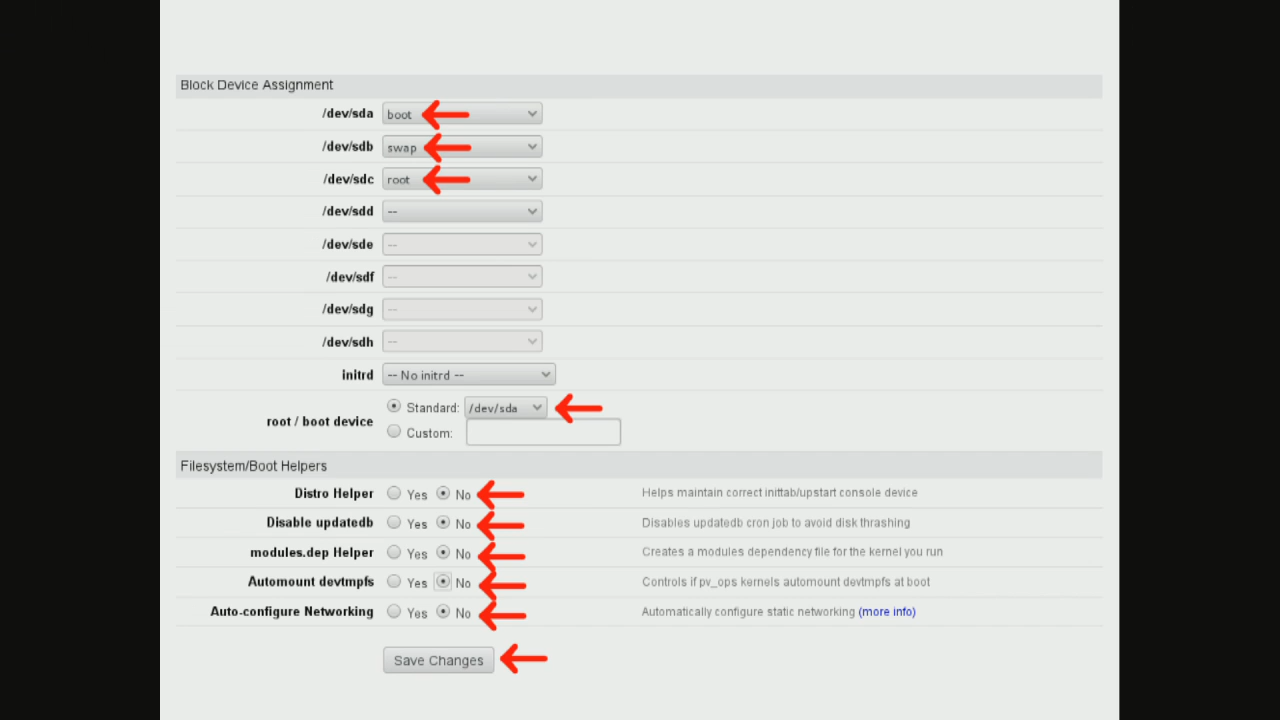 Block Device Assignment
/dev/sda boot
/dev/sdb swap
/dev/sdc root
/dev/sdd --
/dev/sde --
/dev/sdf --
/dev/sdg --
/dev/sdh --
initrd -- No initrd --
root / boot device Standard: /dev/sda
Custom:
Filesystem/Boot Helpers
Distro Helper Yes No Helps maintain correct inittab/upstart console device
Disable updatedb Yes No Disables updatedb cron job to avoid disk thrashing
modules.dep Helper Yes No Creates a modules dependency file for the kernel you run
Automount devtmpfs Yes No Controls if pv_ops kernels automount devtmpfs at boot
Auto-configure Networking Yes No Automatically configure static networking (more info)
Save Changes